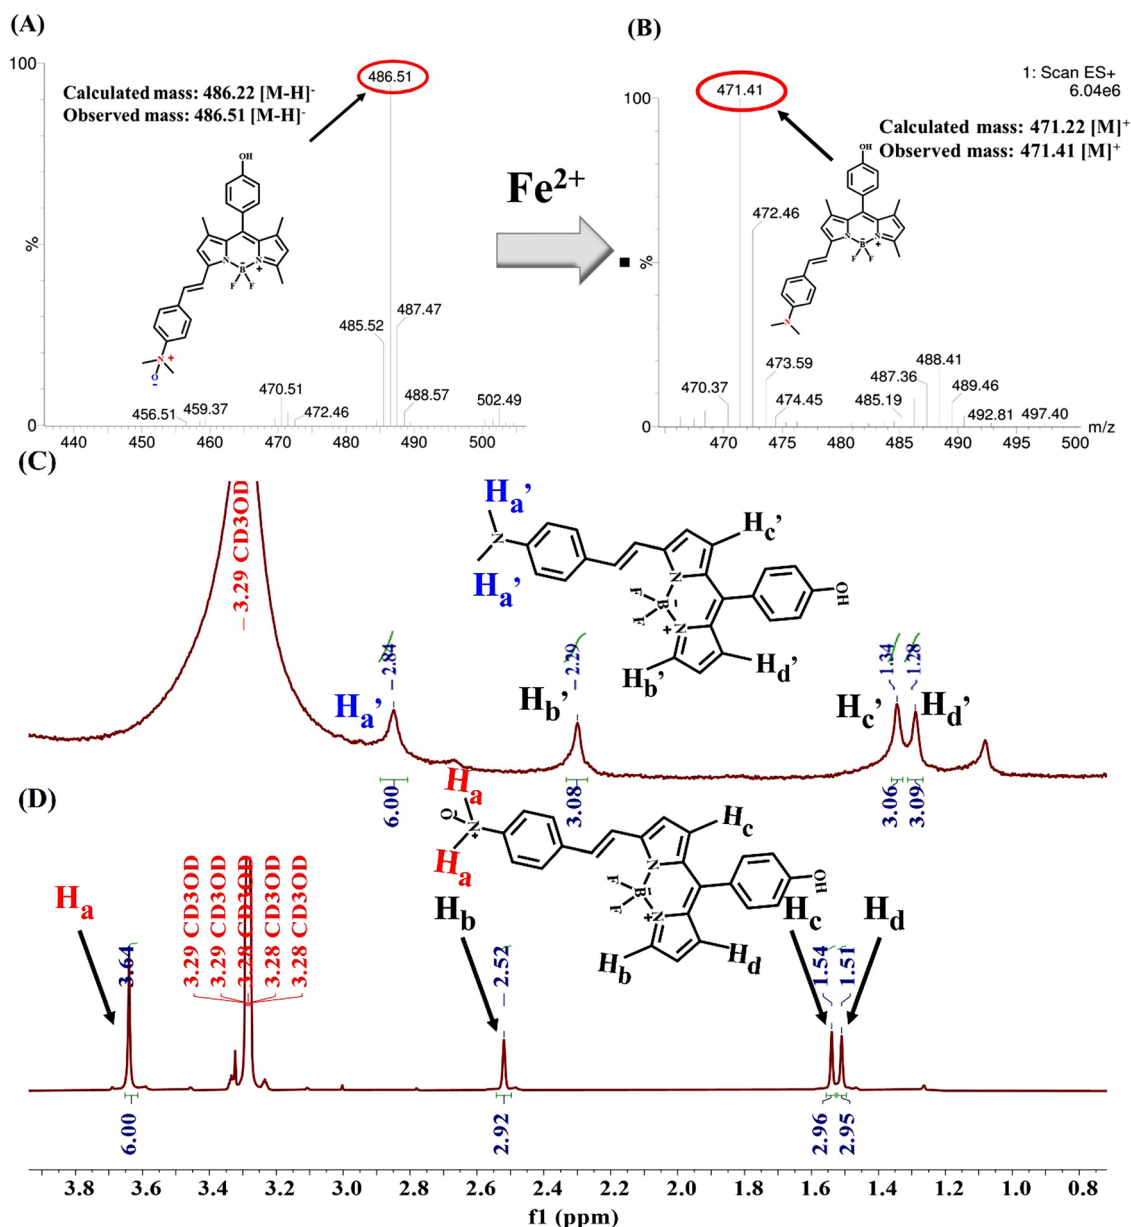 (A)
100
486.51
Calculated mass: 486.22 [M-H]-
Observed mass: 486.51 [M-H]-
OH
N
B
-
N
+
F
F
N
+
O
-
%
485.52
487.47
470.51
456.51
459.37
472.46
488.57
502.49
0
440
450
460
470
480
490
500
Fe2+
(B)
1: Scan ES+
6.04e6
100
471.41
Calculated mass: 471.22 [M]+
Observed mass: 471.41 [M]+
OH
N
B
-
N
+
F
F
N
%
472.46
473.59
470.37
474.45
485.19
487.36
488.41
489.46
492.81
497.40
0
470
475
480
485
490
495
500
m/z
(C)
3.29 CD3OD
Ha’
Ha’
N
Hc’
N
F
F
B
-
N
+
OH
Hb’
Hd’
2.84
2.29
1.34
1.28
Ha’
Hb’
Hc’
Hd’
6.00
3.08
3.06
3.09
(D)
Ha
O
-
N
+
Ha
Hc
N
F
F
B
-
N
+
OH
Hb
Hd
Ha
Hb
Hc
Hd
3.64
3.29 CD3OD
3.29 CD3OD
3.28 CD3OD
3.28 CD3OD
3.28 CD3OD
2.52
1.54
1.51
6.00
2.92
2.96
2.95
3.8
3.6
3.4
3.2
3.0
2.8
2.6
2.4
2.2
2.0
1.8
1.6
1.4
1.2
1.0
0.8
f1 (ppm)